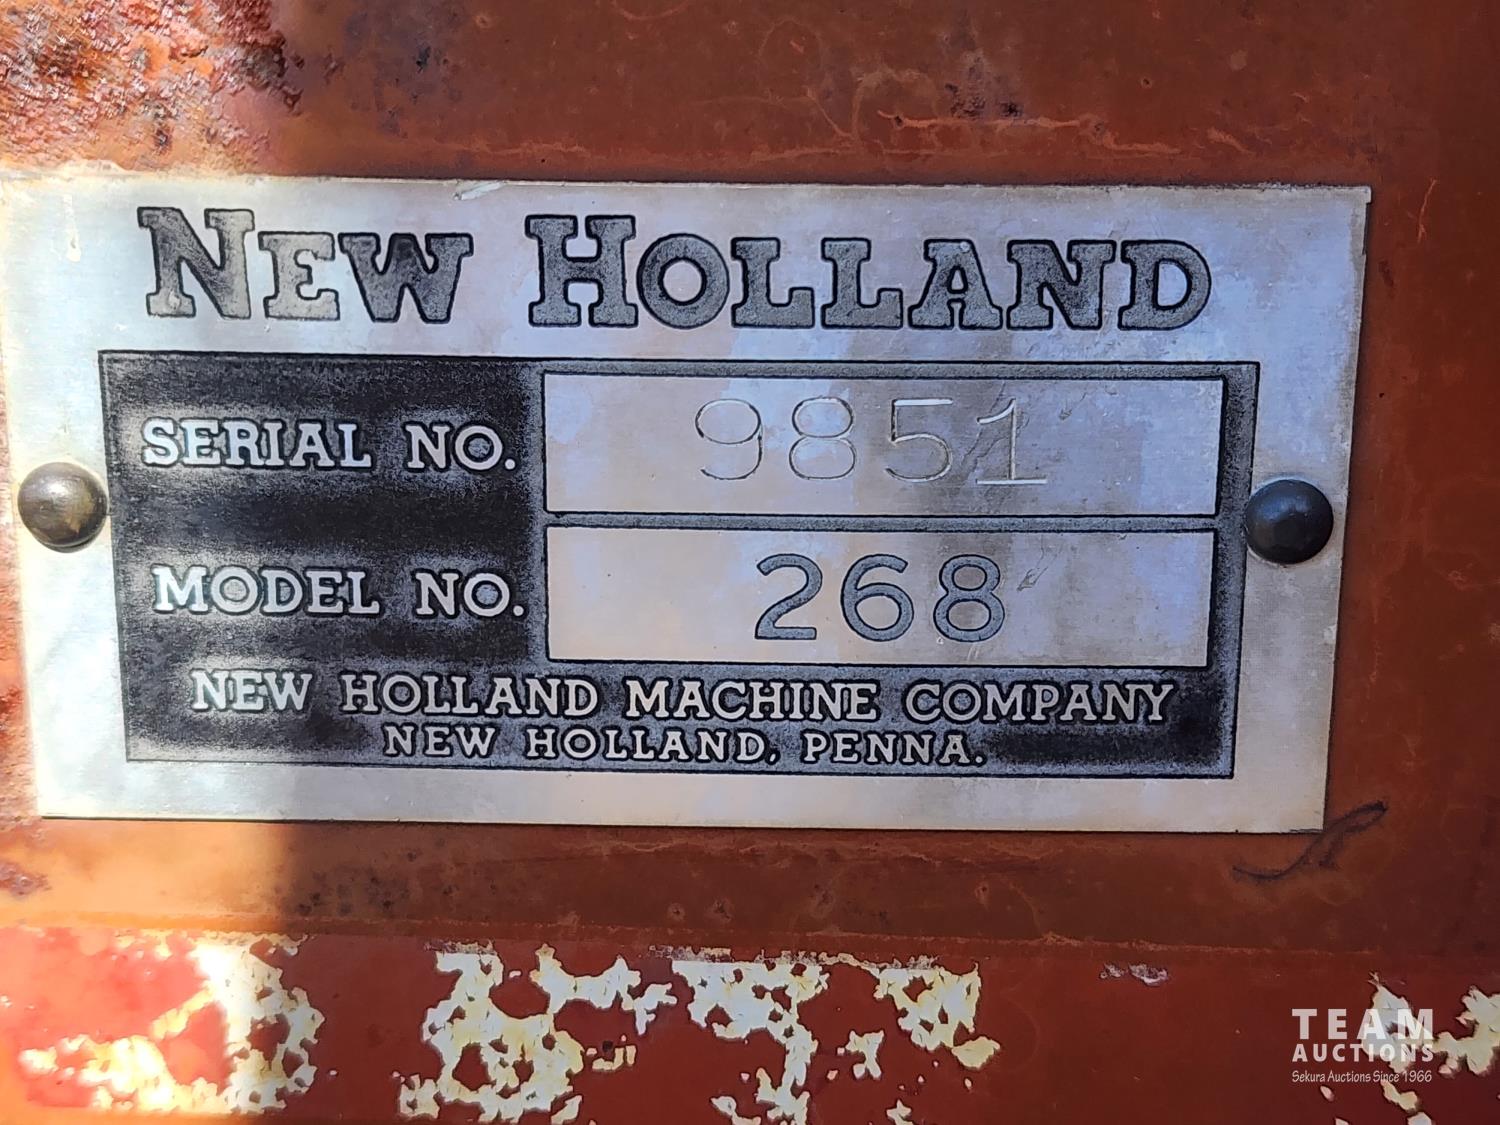 NEW HOLLAND
SERIAL NO. 9851
MODEL NO. 268
NEW HOLLAND MACHINE COMPANY
NEW HOLLAND, PENNA.
TEAM
AUCTIONS
Sekura Auctions Since 1966